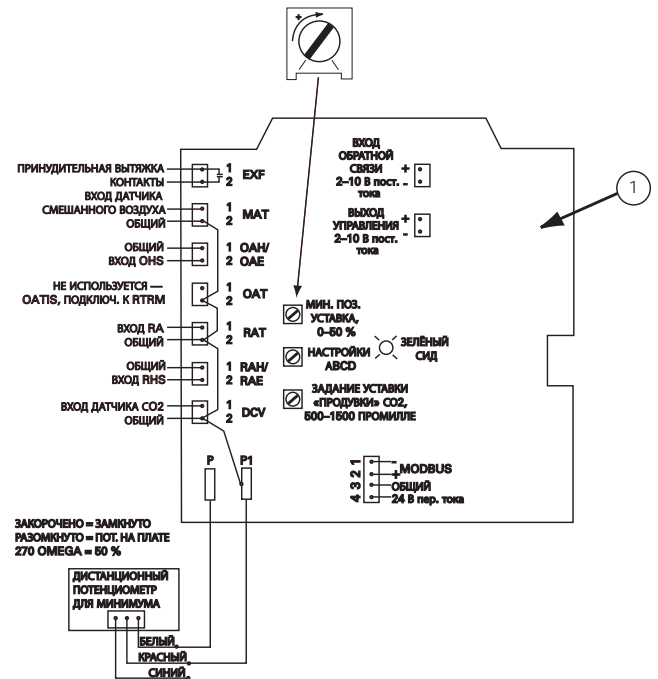 +
1
ПРИНУДИТЕЛЬНАЯ ВЫТЯЖКА
КОНТАКТЫ
1
2
EXF
ВХОД ДАТЧИКА
СМЕШАННОГО ВОЗДУХА
ОБЩИЙ
1
2
MAT
ОБЩИЙ
ВХОД OHS
1 OAH/
2 OAE
НЕ ИСПОЛЬЗУЕТСЯ —
OATIS, ПОДКЛЮЧ. К RTRM
1
2
OAT
ВХОД RA
ОБЩИЙ
1
2
RAT
ОБЩИЙ
ВХОД RHS
1 RAH/
2 RAE
ВХОД ДАТЧИКА CO2
ОБЩИЙ
1
2
DCV
ВХОД
ОБРАТНОЙ
СВЯЗИ
2–10 В пост.
тока
+
-
ВЫХОД
УПРАВЛЕНИЯ
2–10 В пост.
тока
+
-
МИН. ПОЗ.
УСТАВКА,
0–50 %
НАСТРОЙКИ
ABCD
ЗЕЛЁНЫЙ
СИД
ЗАДАНИЕ УСТАВКИ
«ПРОДУВКИ» CO2,
500–1500 ПРОМИЛЛЕ
P
P1
1
2
3
4
-
+
MODBUS
ОБЩИЙ
24 В пер. тока
ЗАКОРОЧЕНО = ЗАМКНУТО
РАЗОМКНУТО = ПОТ. НА ПЛАТЕ
270 OMEGA = 50 %
ДИСТАНЦИОННЫЙ
ПОТЕНЦИОМЕТР
ДЛЯ МИНИМУМА
БЕЛЫЙ
КРАСНЫЙ
СИНИЙ